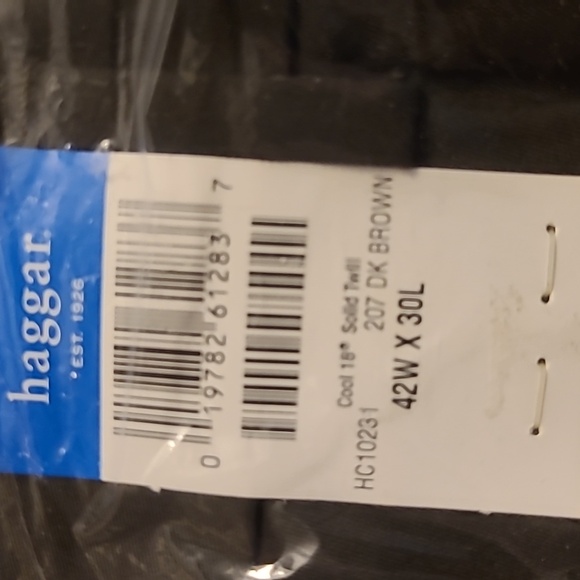 haggar
EST. 1926
0 19782 61283 7
Cool 18® Solid Twill
HC10231 207 DK BROWN
42W X 30L